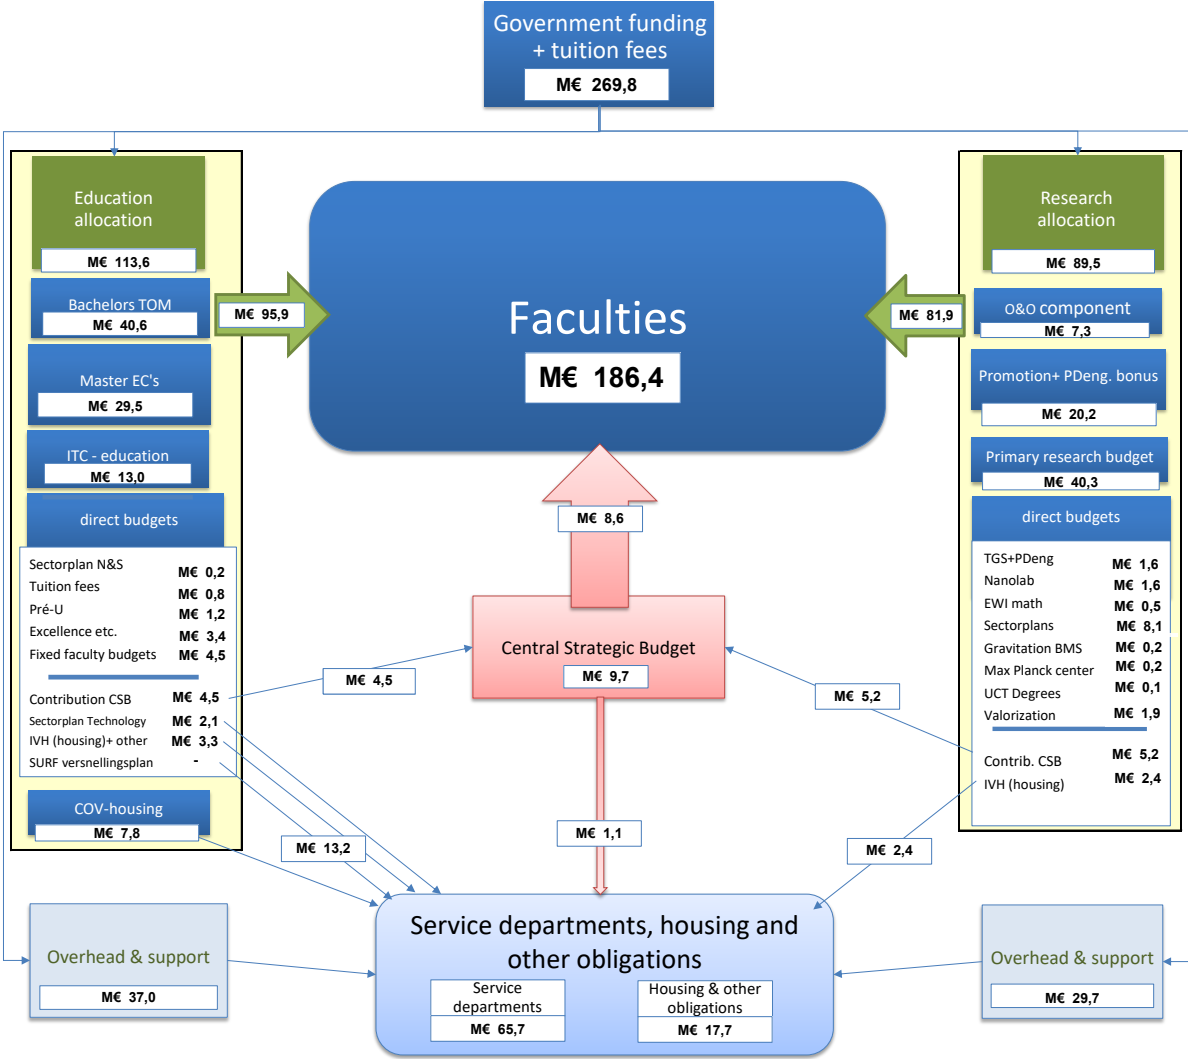 Government funding
+ tuition fees
M€ 269,8
Education
allocation
M€ 113,6
Bachelors TOM
M€ 40,6
Master EC's
M€ 29,5
ITC - education
M€ 13,0
direct budgets
Sectorplan N&S M€ 0,2
Tuition fees M€ 0,8
Pré-U M€ 1,2
Excellence etc. M€ 3,4
Fixed faculty budgets M€ 4,5
Contribution CSB M€ 4,5
Sectorplan Technology M€ 2,1
IVH (housing)+ other M€ 3,3
SURF versnellingsplan -
COV-housing
M€ 7,8
Overhead & support
M€ 37,0
M€ 95,9
Faculties
M€ 186,4
M€ 81,9
M€ 8,6
Central Strategic Budget
M€ 9,7
M€ 4,5
M€ 5,2
M€ 1,1
M€ 13,2
M€ 2,4
Service departments, housing and
other obligations
Service
departments
M€ 65,7
Housing & other
obligations
M€ 17,7
Research
allocation
M€ 89,5
O&O component
M€ 7,3
Promotion+ PDeng. bonus
M€ 20,2
Primary research budget
M€ 40,3
direct budgets
TGS+PDeng M€ 1,6
Nanolab M€ 1,6
EWI math M€ 0,5
Sectorplans M€ 8,1
Gravitation BMS M€ 0,2
Max Planck center M€ 0,2
UCT Degrees M€ 0,1
Valorization M€ 1,9
Contrib. CSB M€ 5,2
IVH (housing) M€ 2,4
Overhead & support
M€ 29,7